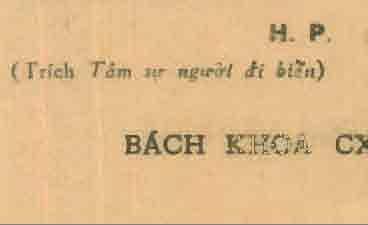 H. P.
(Trích Tâm sự người đi biển)
BÁCH KHOA CX